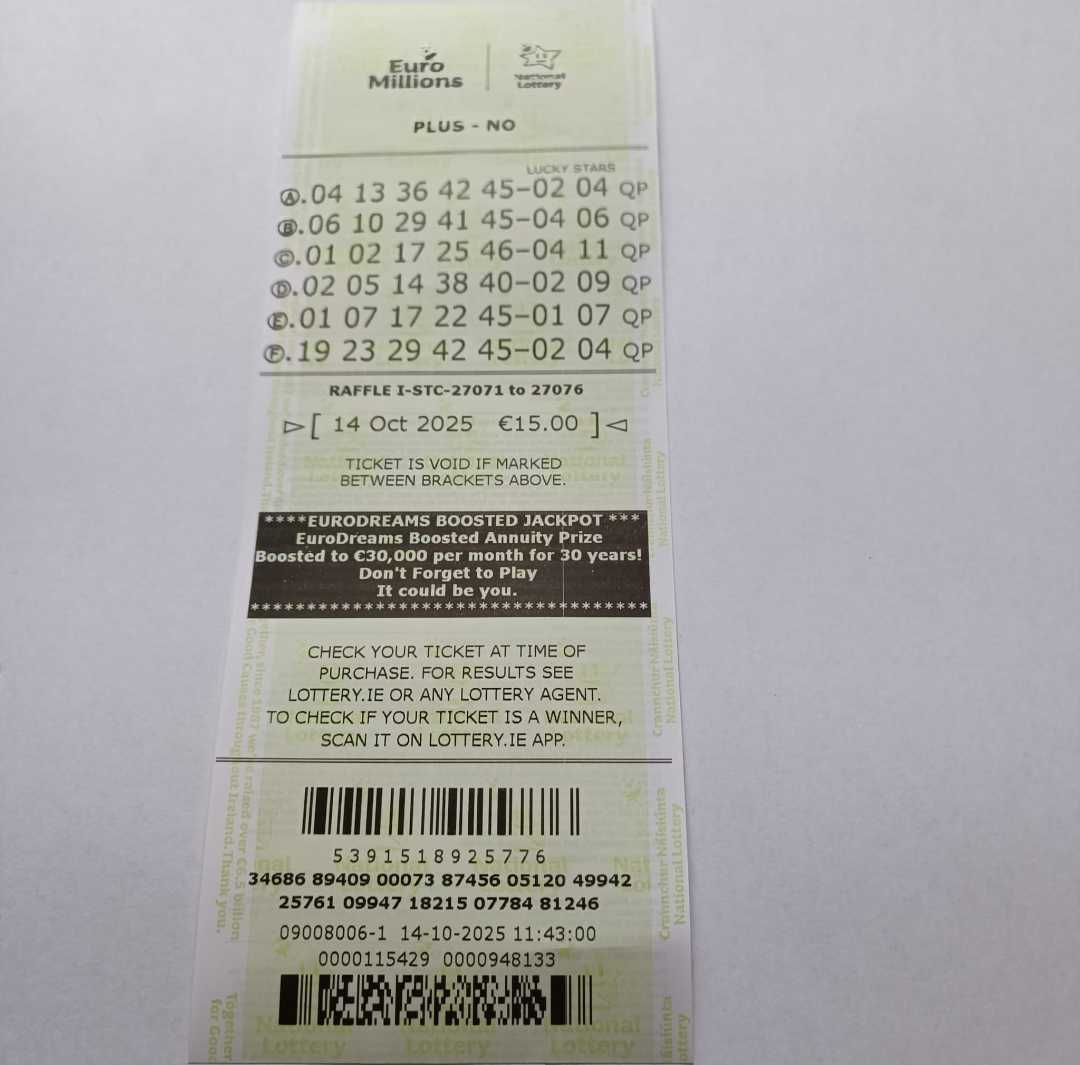 Euro
Millions
National
Lottery
PLUS - NO
LUCKY STARS
Ⓐ.04 13 36 42 45-02 04 QP
Ⓑ.06 10 29 41 45-04 06 QP
Ⓒ.01 02 17 25 46-04 11 QP
Ⓓ.02 05 14 38 40-02 09 QP
Ⓔ.01 07 17 22 45-01 07 QP
Ⓕ.19 23 29 42 45-02 04 QP
RAFFLE I-STC-27071 to 27076
▷[ 14 Oct 2025 €15.00 ]◁
TICKET IS VOID IF MARKED
BETWEEN BRACKETS ABOVE.
****EURODREAMS BOOSTED JACKPOT ***
EuroDreams Boosted Annuity Prize
Boosted to €30,000 per month for 30 years!
Don't Forget to Play
It could be you.
**********************************
CHECK YOUR TICKET AT TIME OF
PURCHASE. FOR RESULTS SEE
LOTTERY.IE OR ANY LOTTERY AGENT.
TO CHECK IF YOUR TICKET IS A WINNER,
SCAN IT ON LOTTERY.IE APP.
5391518925776
34686 89409 00073 87456 05120 49942
25761 09947 18215 07784 81246
09008006-1 14-10-2025 11:43:00
0000115429 0000948133
Crannchur Náisiúnta
National Lottery